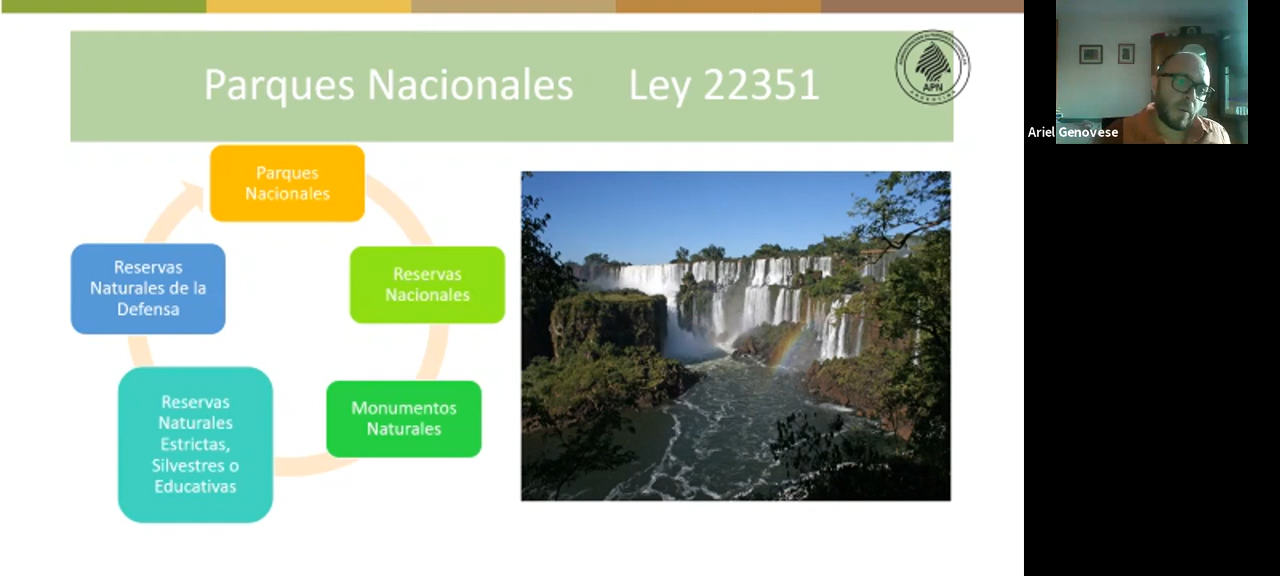 Parques Nacionales Ley 22351
APN
ARGENTINA
Parques
Nacionales
Reservas
Nacionales
Monumentos
Naturales
Reservas
Naturales
Estrictas,
Silvestres o
Educativas
Reservas
Naturales de la
Defensa
Ariel Genovese